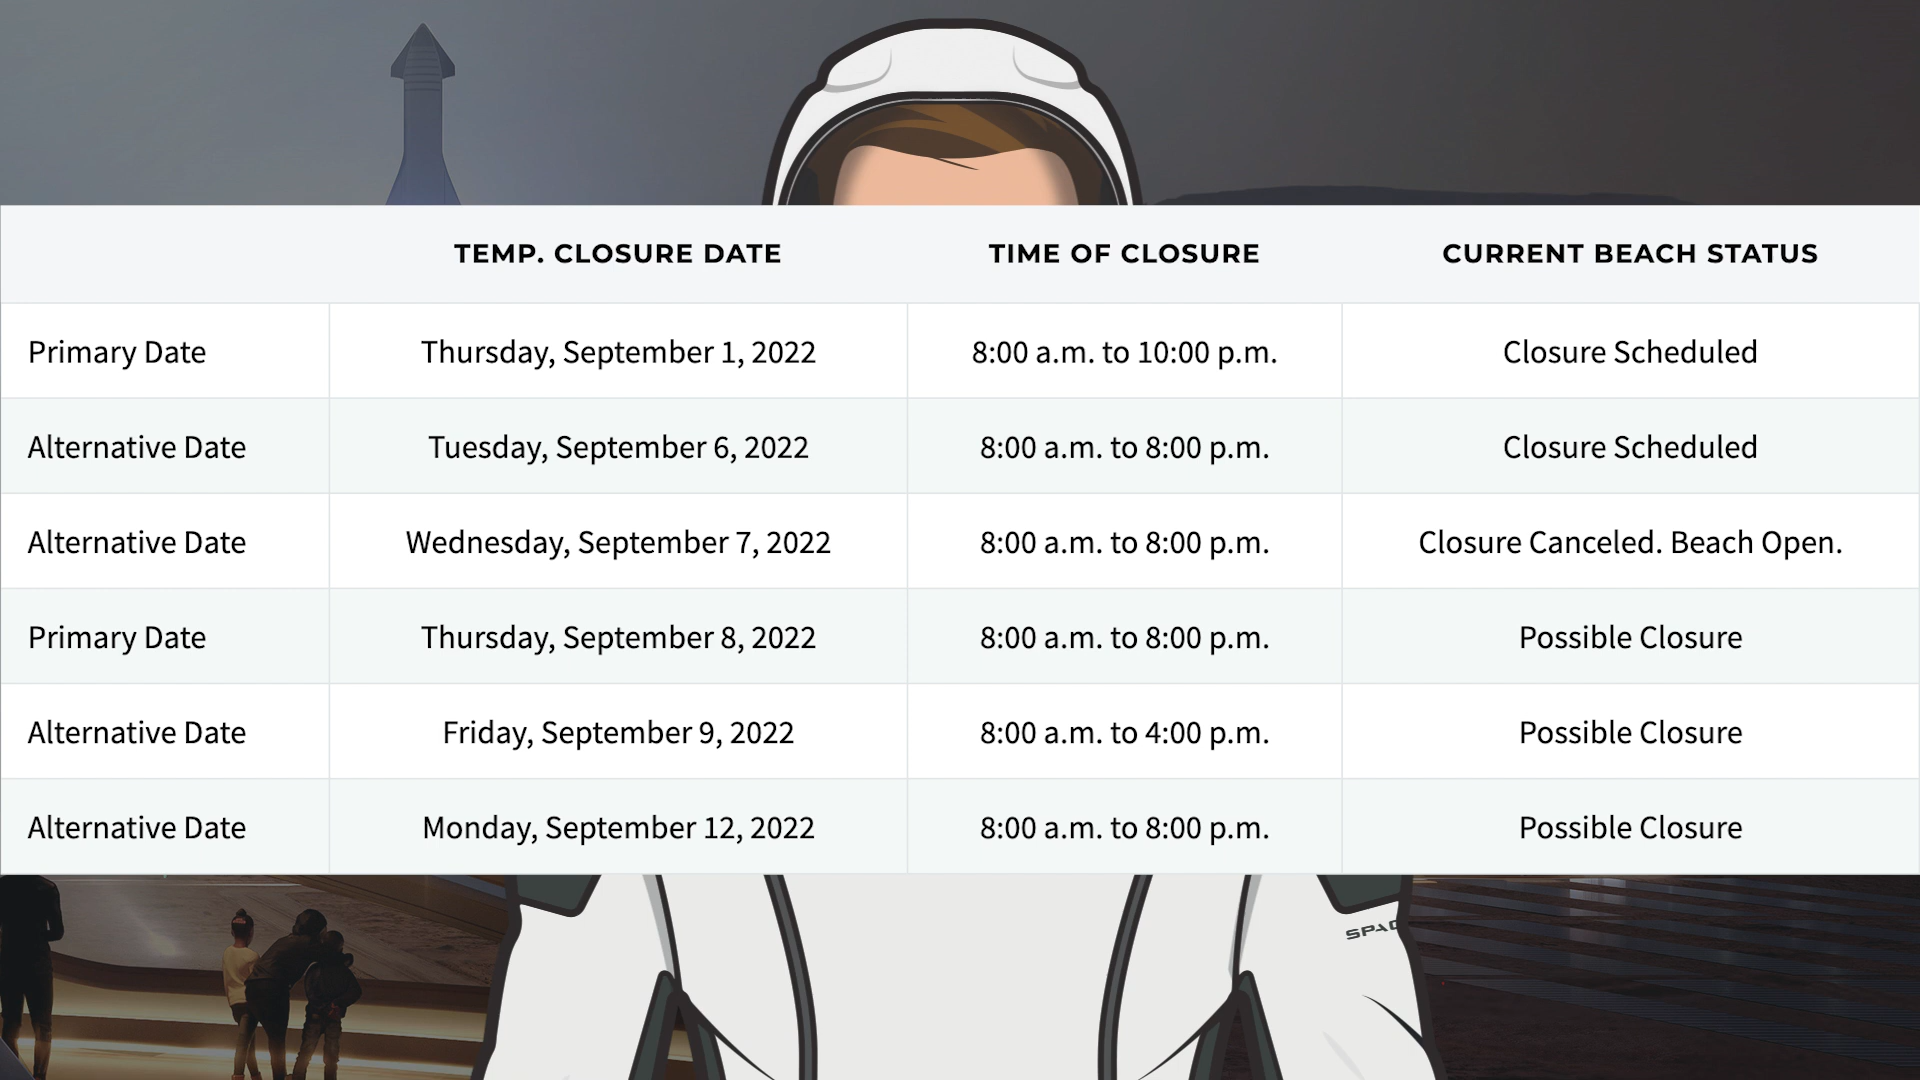 TEMP. CLOSURE DATE TIME OF CLOSURE CURRENT BEACH STATUS
Primary Date Thursday, September 1, 2022 8:00 a.m. to 10:00 p.m. Closure Scheduled
Alternative Date Tuesday, September 6, 2022 8:00 a.m. to 8:00 p.m. Closure Scheduled
Alternative Date Wednesday, September 7, 2022 8:00 a.m. to 8:00 p.m. Closure Canceled. Beach Open.
Primary Date Thursday, September 8, 2022 8:00 a.m. to 8:00 p.m. Possible Closure
Alternative Date Friday, September 9, 2022 8:00 a.m. to 4:00 p.m. Possible Closure
Alternative Date Monday, September 12, 2022 8:00 a.m. to 8:00 p.m. Possible Closure
SPAC